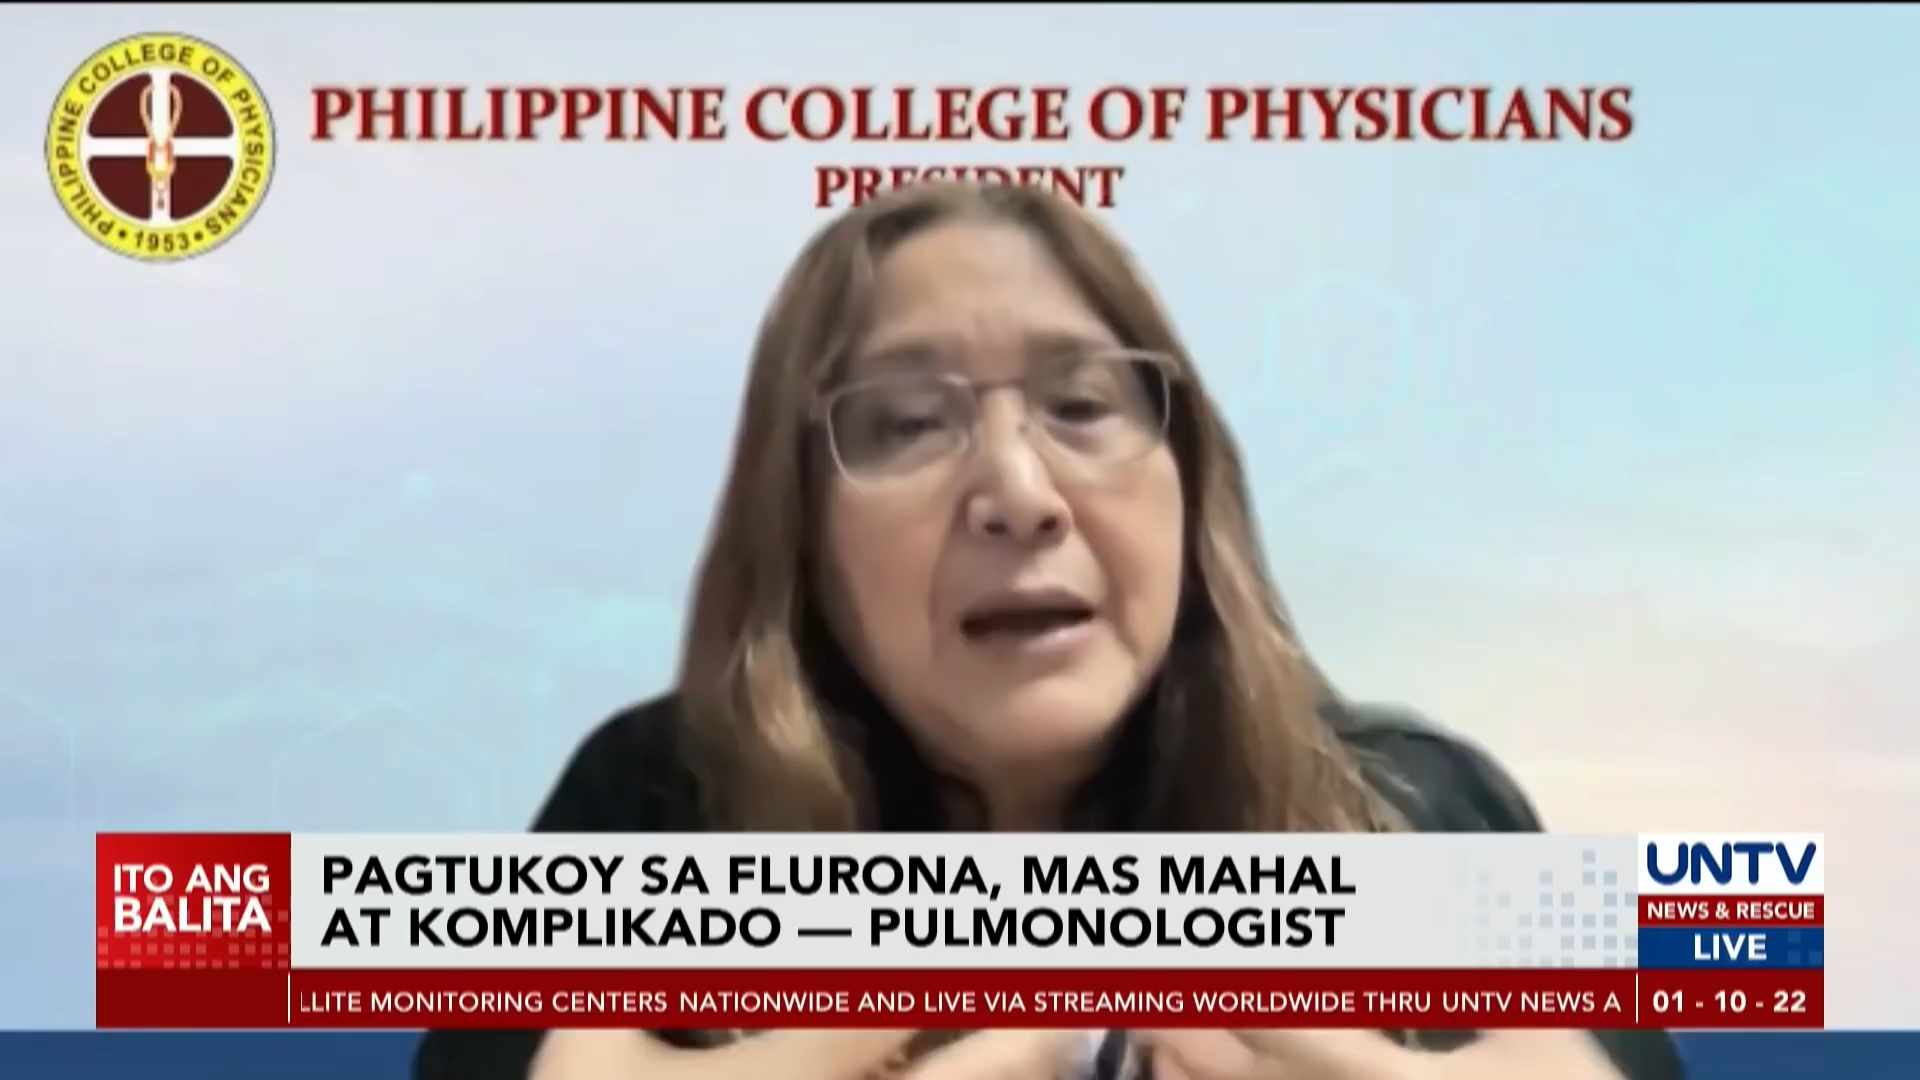 PHILIPPINE COLLEGE OF PHYSICIANS
• 1953 •
PHILIPPINE COLLEGE OF PHYSICIANS
PRESIDENT
ITO ANG
BALITA
PAGTUKOY SA FLURONA, MAS MAHAL
AT KOMPLIKADO — PULMONOLOGIST
UNTV
NEWS & RESCUE
LIVE
LLITE MONITORING CENTERS NATIONWIDE AND LIVE VIA STREAMING WORLDWIDE THRU UNTV NEWS A
01 - 10 - 22